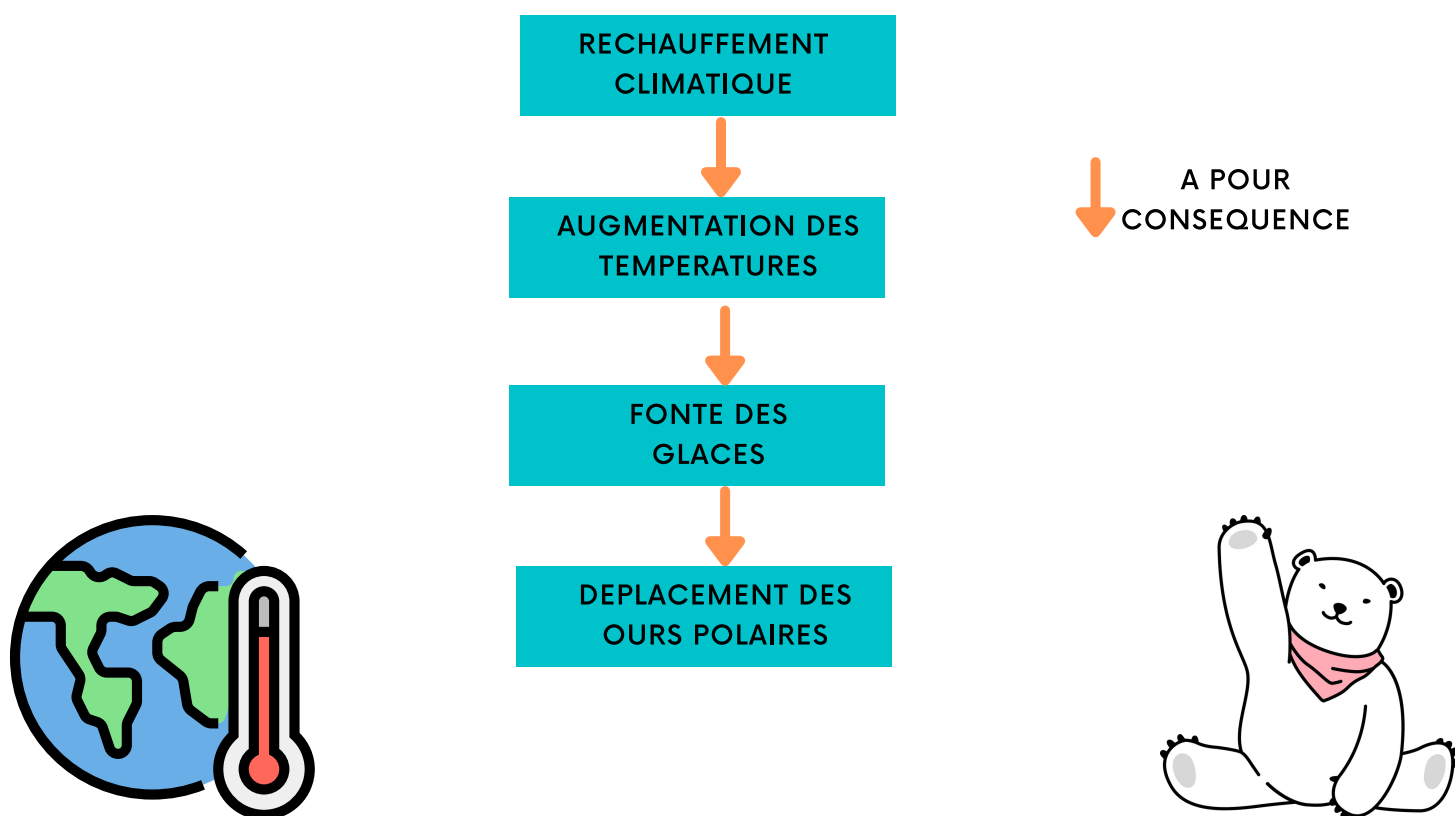 RECHAUFFEMENT
CLIMATIQUE
AUGMENTATION DES
TEMPERATURES
FONTE DES
GLACES
DEPLACEMENT DES
OURS POLAIRES
A POUR
CONSEQUENCE